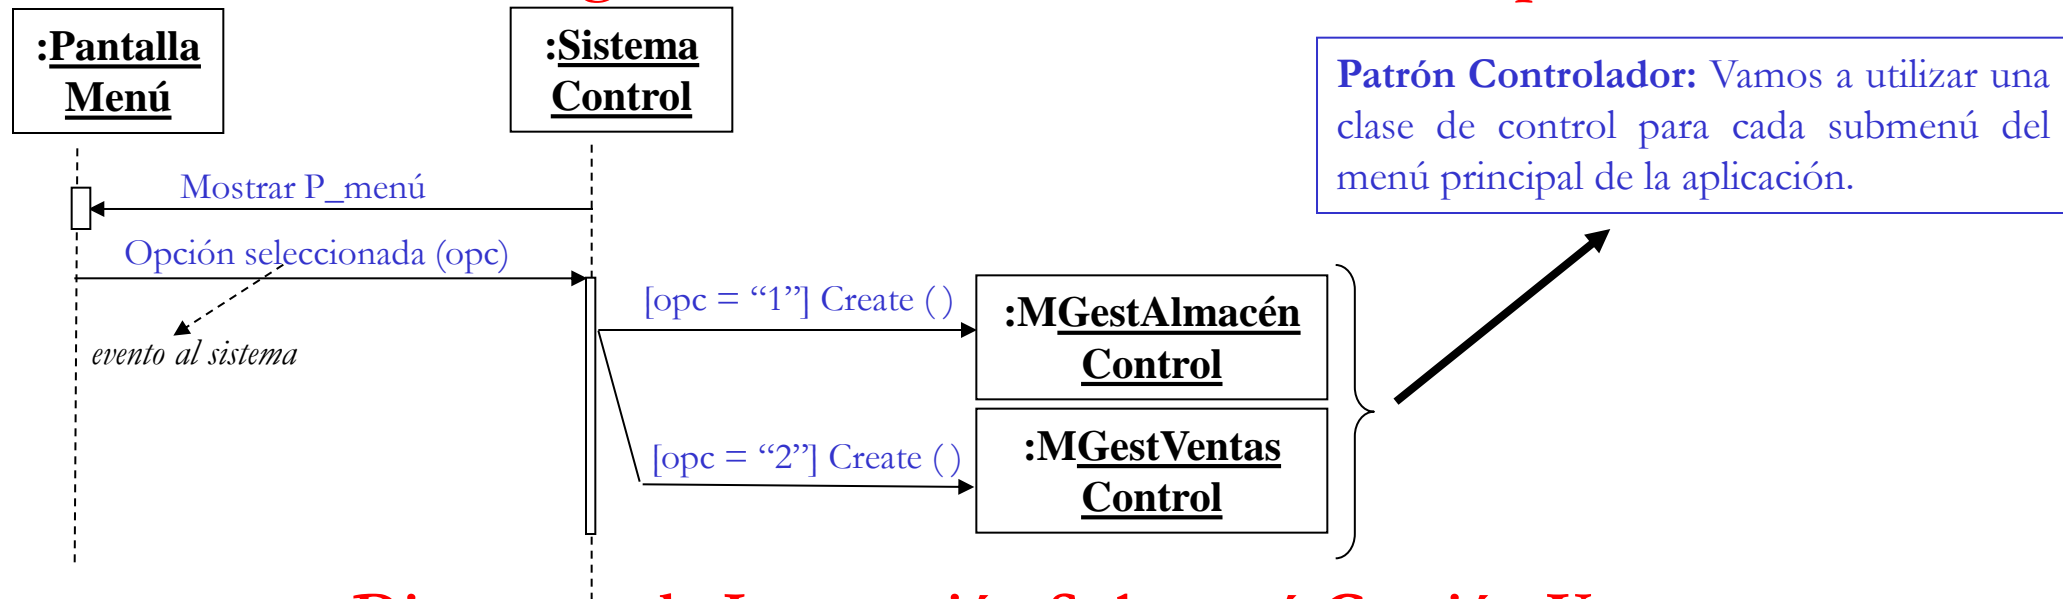 :Pantalla
Menú
:Sistema
Control
Patrón Controlador: Vamos a utilizar una
clase de control para cada submenú del
menú principal de la aplicación.
Mostrar P_menú
Opción seleccionada (opc)
evento al sistema
[opc = “1”] Create ( )
:MGestAlmacén
Control
[opc = “2”] Create ( )
:MGestVentas
Control